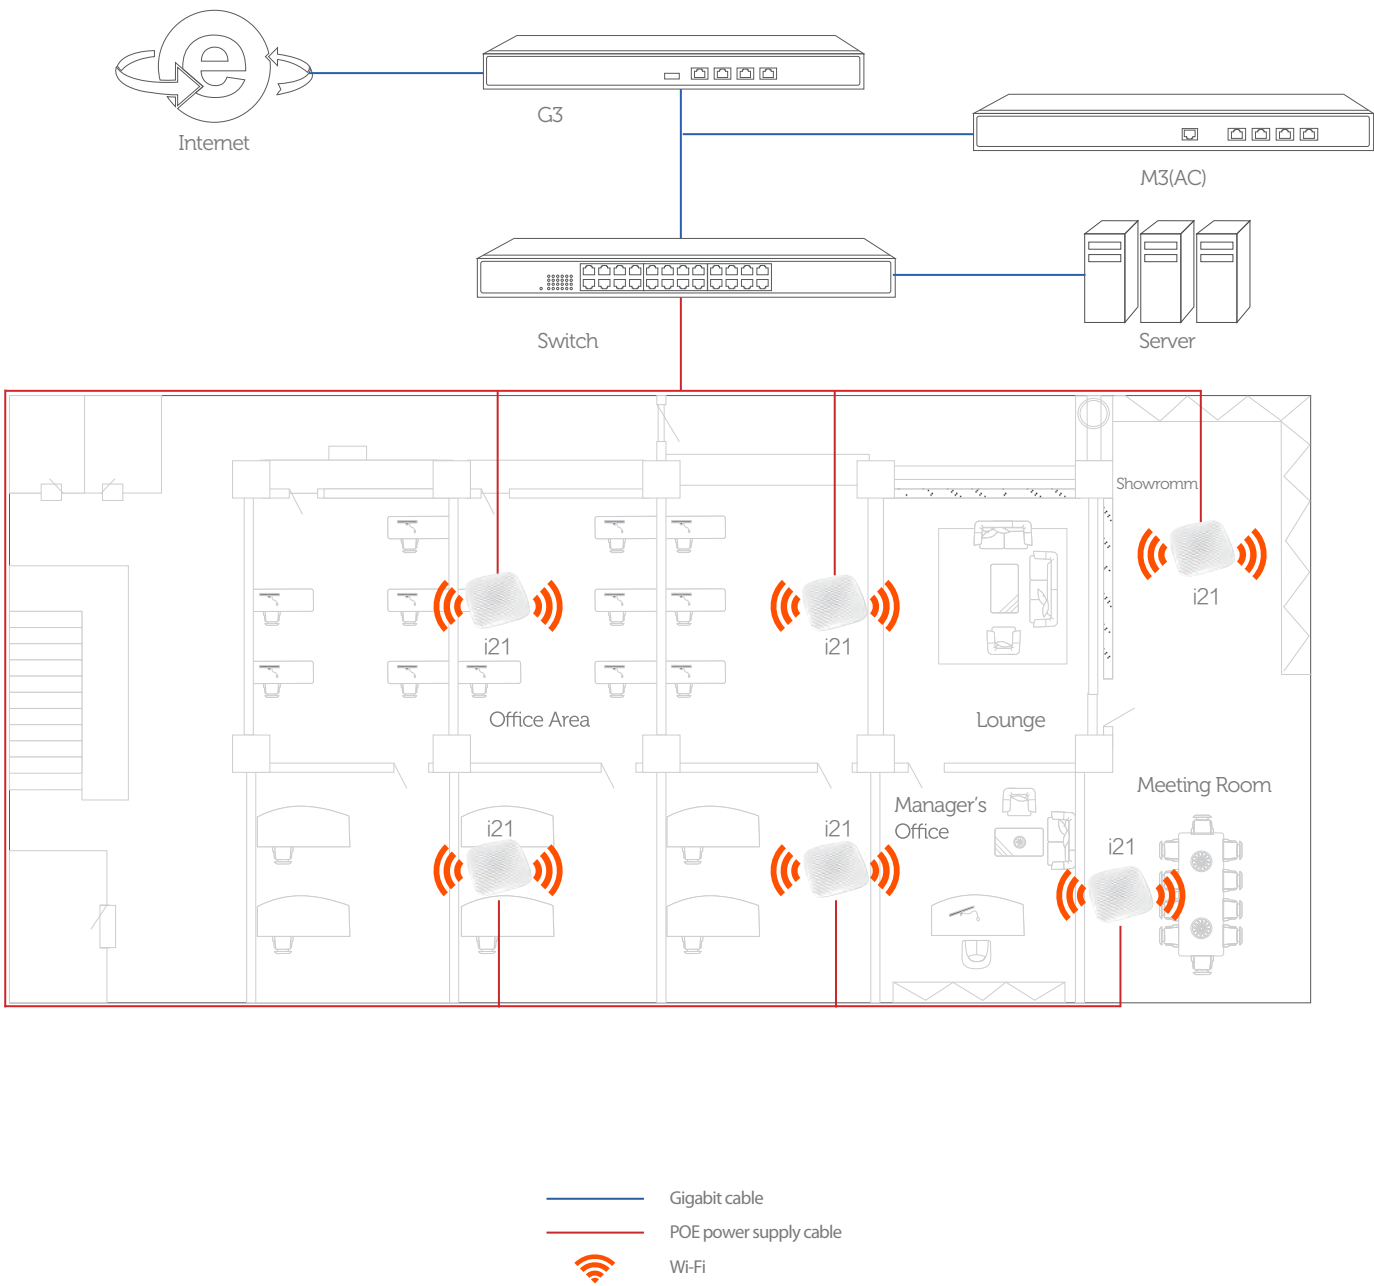 Internet
G3
M3(AC)
Switch
Server
Showromm
i21
i21
i21
Office Area
Lounge
Meeting Room
Manager's
Office
i21
i21
i21
Gigabit cable
POE power supply cable
Wi-Fi